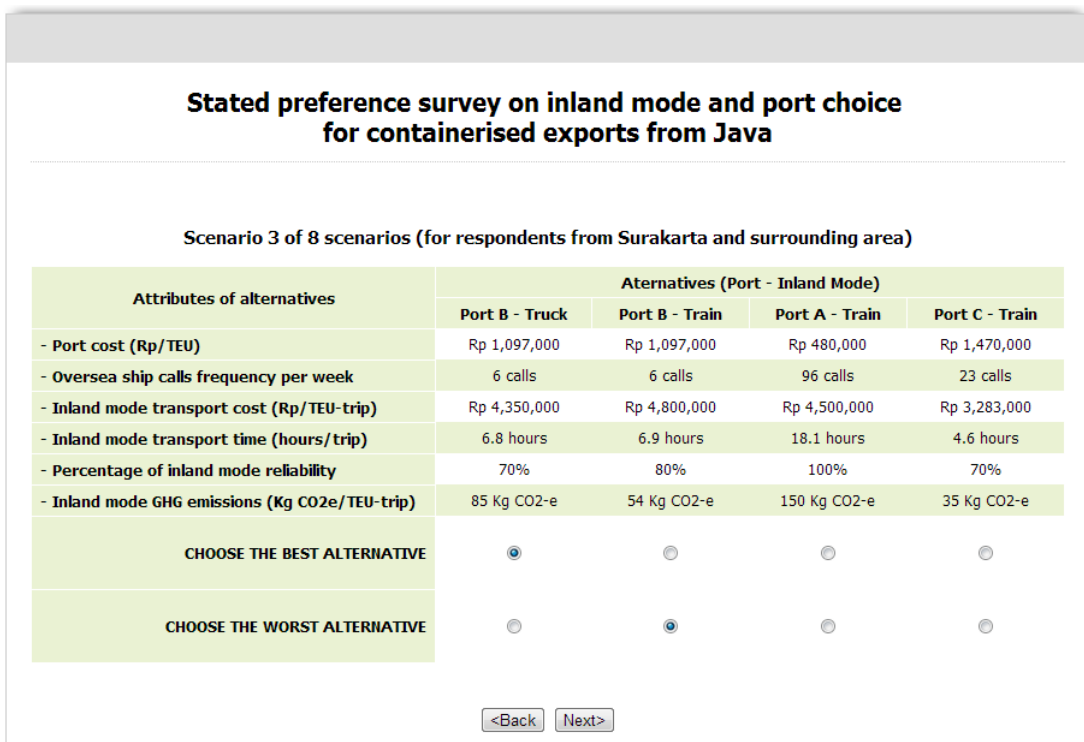 Stated preference survey on inland mode and port choice
for containerised exports from Java
Scenario 3 of 8 scenarios (for respondents from Surakarta and surrounding area)
Attributes of alternatives
Aternatives (Port - Inland Mode)
Port B - Truck Port B - Train Port A - Train Port C - Train
- Port cost (Rp/TEU) Rp 1,097,000 Rp 1,097,000 Rp 480,000 Rp 1,470,000
- Oversea ship calls frequency per week 6 calls 6 calls 96 calls 23 calls
- Inland mode transport cost (Rp/TEU-trip) Rp 4,350,000 Rp 4,800,000 Rp 4,500,000 Rp 3,283,000
- Inland mode transport time (hours/trip) 6.8 hours 6.9 hours 18.1 hours 4.6 hours
- Percentage of inland mode reliability 70% 80% 100% 70%
- Inland mode GHG emissions (Kg CO2e/TEU-trip) 85 Kg CO2-e 54 Kg CO2-e 150 Kg CO2-e 35 Kg CO2-e
CHOOSE THE BEST ALTERNATIVE
CHOOSE THE WORST ALTERNATIVE
<Back Next>